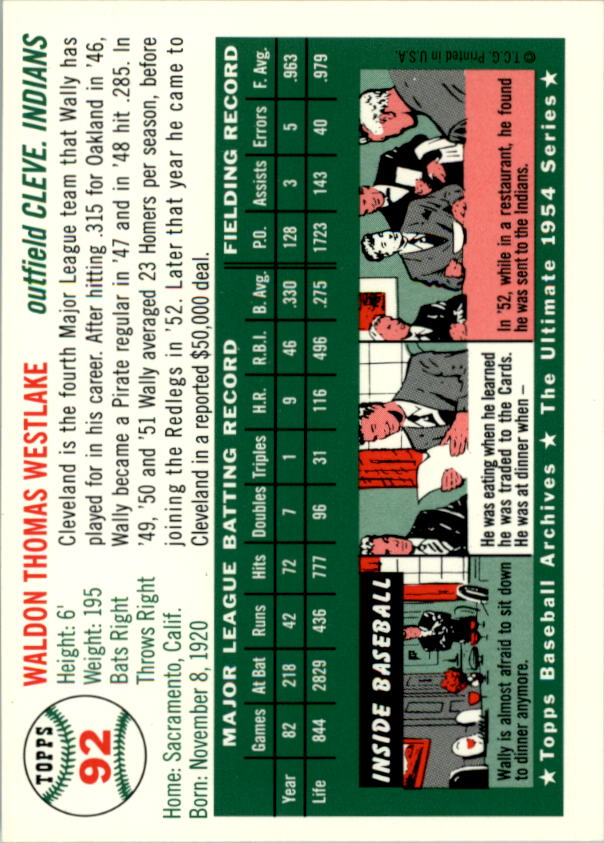 TOPPS
92
WALDON THOMAS WESTLAKE
outfield CLEVE. INDIANS
Height: 6'
Weight: 195
Bats Right
Throws Right
Home: Sacramento, Calif.
Born: November 8, 1920
Cleveland is the fourth Major League team that Wally has
played for in his career. After hitting .315 for Oakland in '46,
Wally became a Pirate regular in '47 and in '48 hit .285. In
'49, '50 and '51 Wally averaged 23 Homers per season, before
joining the Redlegs in '52. Later that year he came to
Cleveland in a reported $50,000 deal.
MAJOR LEAGUE BATTING RECORD FIELDING RECORD
Games At Bat Runs Hits Doubles Triples H.R. R.B.I. B. Avg. P.O. Assists Errors F. Avg.
Year 82 218 42 72 7 1 9 46 .330 128 3 5 .963
Life 844 2829 436 777 96 31 116 496 .275 1723 143 40 .979
INSIDE BASEBALL
Wally is almost afraid to sit down
to dinner anymore.
He was eating when he learned
he was traded to the Cards.
He was at dinner when –
In '52, while in a restaurant, he found
he was sent to the Indians.
© T.C.G. Printed in U.S.A.
★ Topps Baseball Archives ★ The Ultimate 1954 Series ★